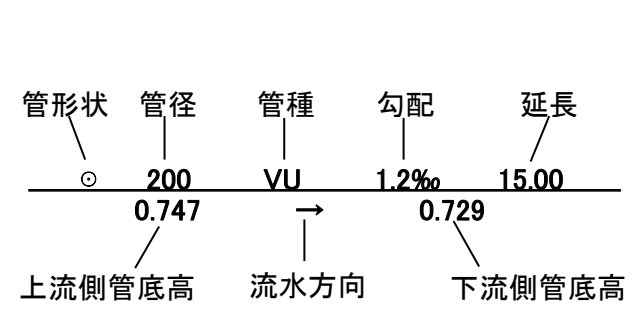 管形状 管径 管種 勾配 延長
⊙ 200 VU 1.2‰ 15.00
0.747 → 0.729
上流側管底高 流水方向 下流側管底高